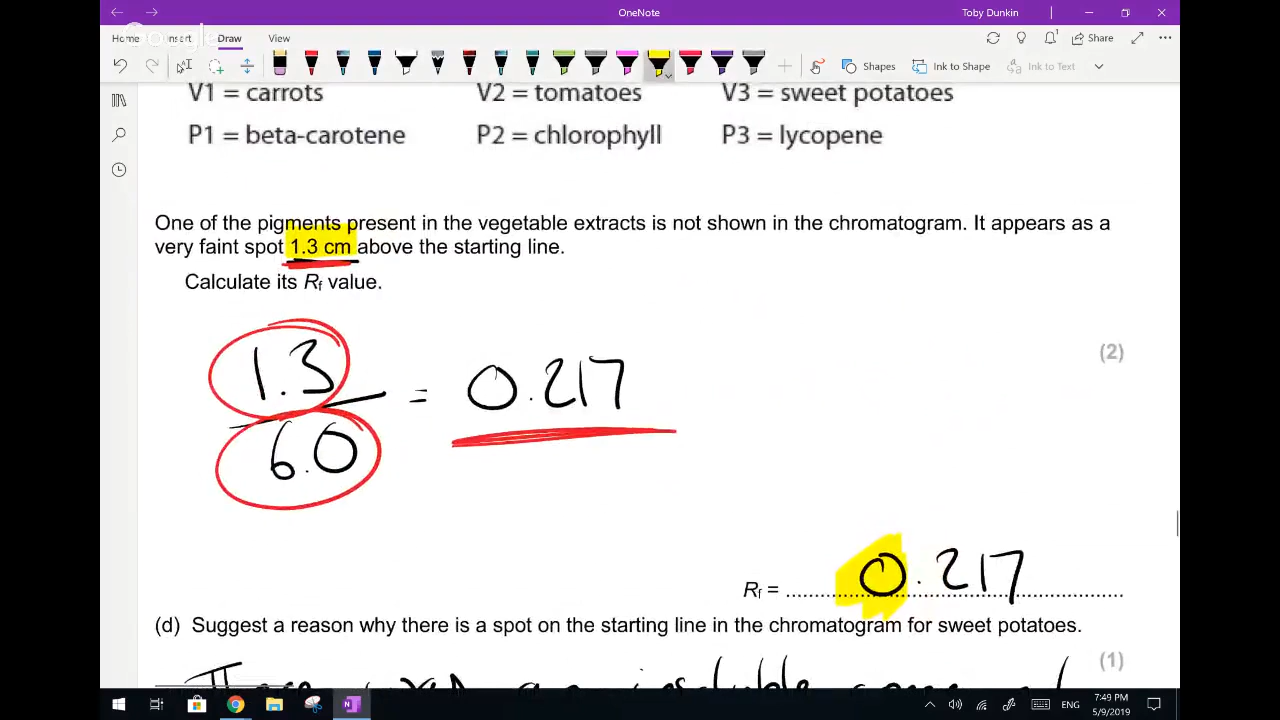 OneNote
Toby Dunkin
Google
Home Insert Draw View
Share
Shapes Ink to Shape Ink to Text
V1 = carrots V2 = tomatoes V3 = sweet potatoes
P1 = beta-carotene P2 = chlorophyll P3 = lycopene
One of the pigments present in the vegetable extracts is not shown in the chromatogram. It appears as a
very faint spot 1.3 cm above the starting line.
Calculate its Rf value.
(2)
1.3
= 0.217
6.0
Rf = ........ 0.217 ........
(d) Suggest a reason why there is a spot on the starting line in the chromatogram for sweet potatoes.
(1)
insoluble
ENG
7:49 PM
5/9/2019